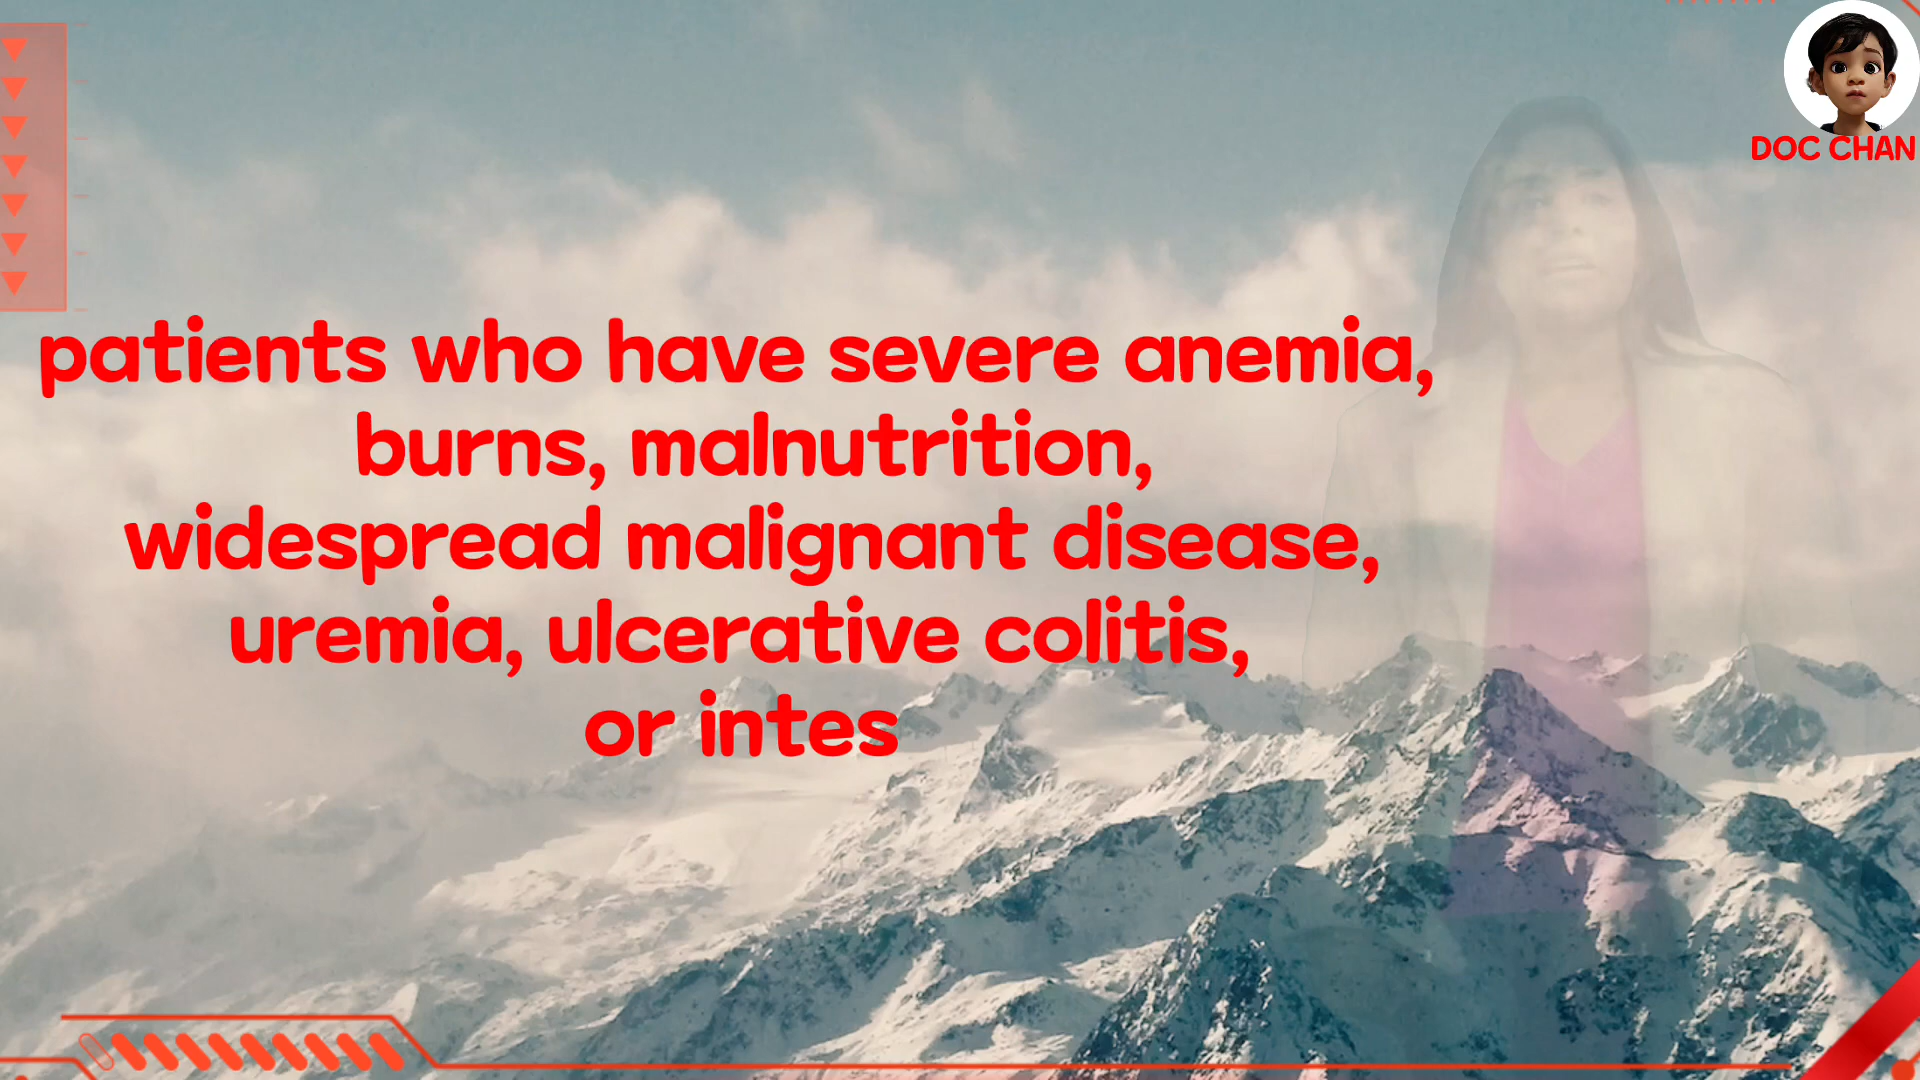 DOC CHAN
patients who have severe anemia,
burns, malnutrition,
widespread malignant disease,
uremia, ulcerative colitis,
or intes